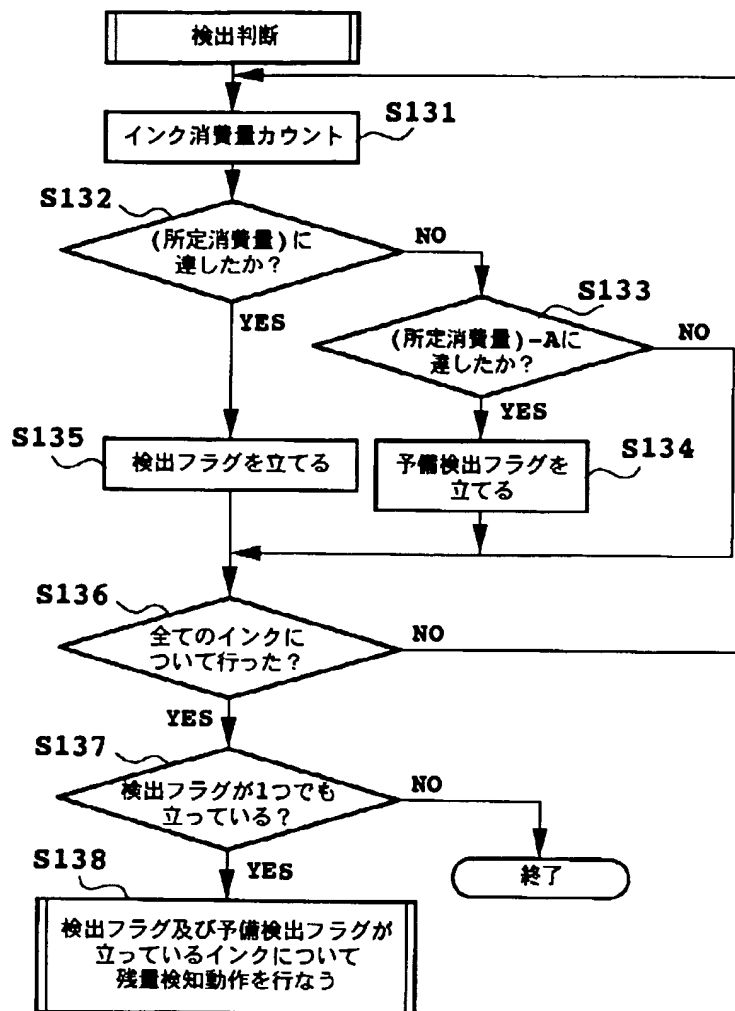 検出判断
S131
インク消費量カウント
S132
(所定消費量)に
達したか?
NO
YES
S133
(所定消費量)-Aに
達したか?
NO
YES
S135
検出フラグを立てる
S134
予備検出フラグを
立てる
S136
全てのインクに
ついて行った?
NO
YES
S137
検出フラグが1つでも
立っている?
NO
YES
終了
S138
検出フラグ及び予備検出フラグが
立っているインクについて
残量検知動作を行なう